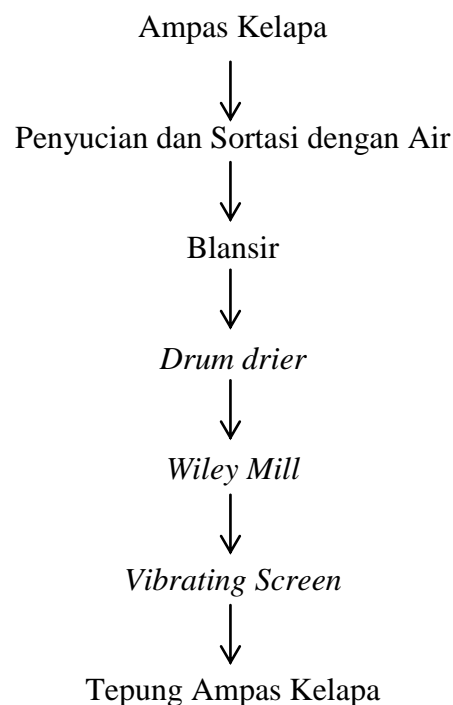 Ampas Kelapa
Penyucian dan Sortasi dengan Air
Blansir
Drum drier
Wiley Mill
Vibrating Screen
Tepung Ampas Kelapa